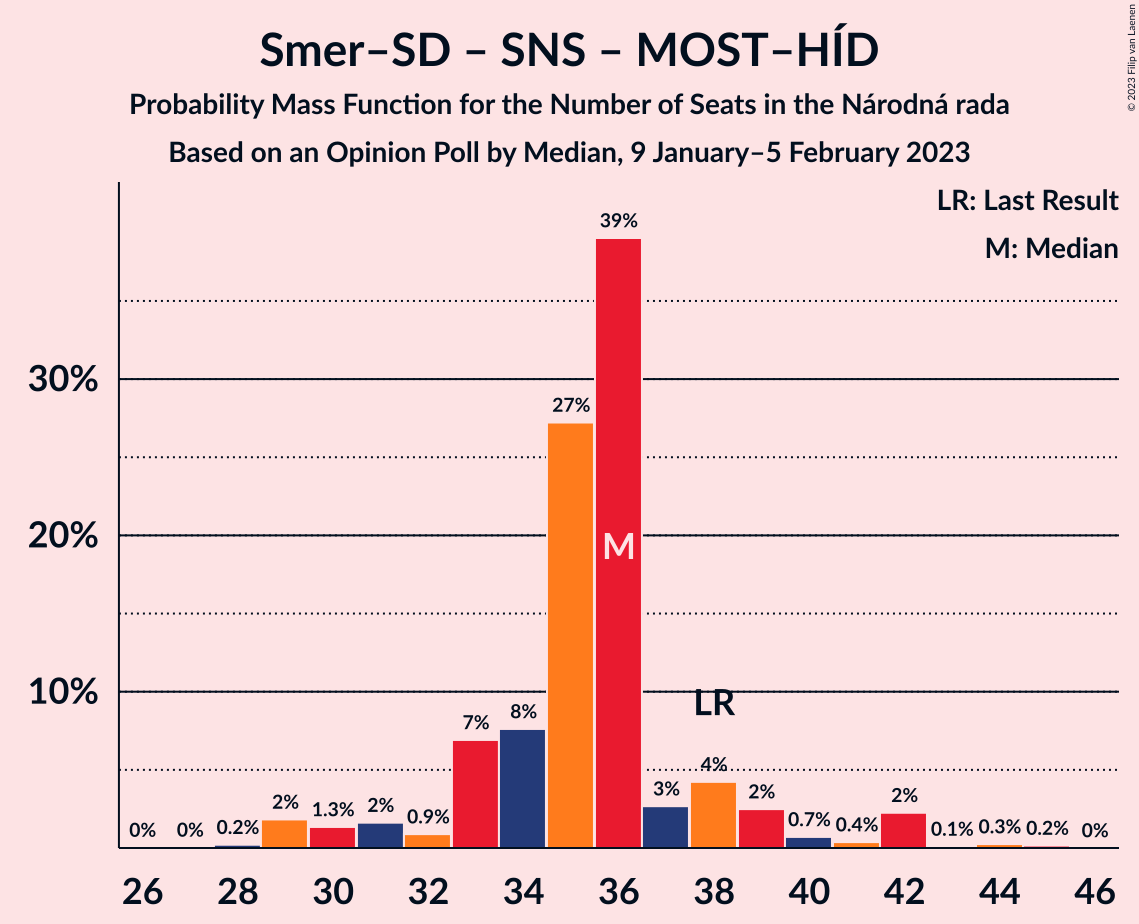 Smer–SD – SNS – MOST–HÍD
Probability Mass Function for the Number of Seats in the Národná rada
Based on an Opinion Poll by Median, 9 January–5 February 2023
© 2023 Filip van Laenen
LR: Last Result
M: Median
30%
20%
10%
0%
0%
0.2%
2%
1.3%
2%
0.9%
7%
8%
27%
39%
3%
4%
2%
0.7%
0.4%
2%
0.1%
0.3%
0.2%
0%
M
LR
26 28 30 32 34 36 38 40 42 44 46